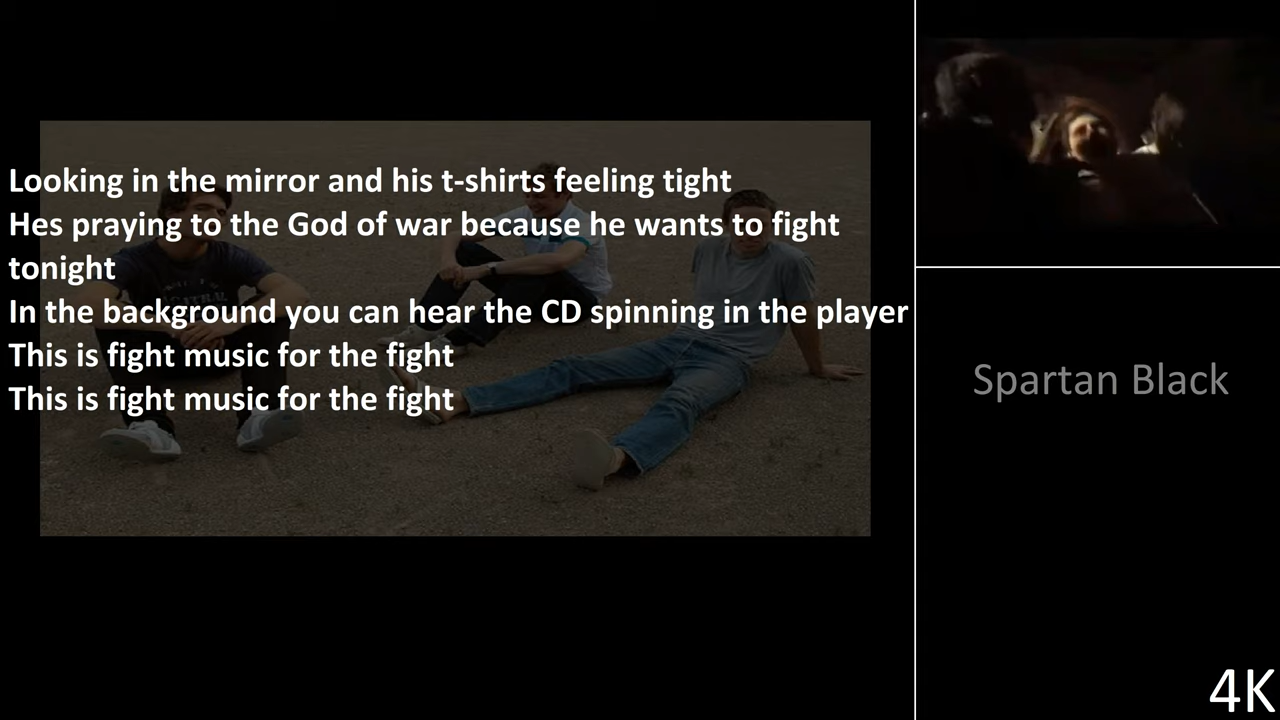 Looking in the mirror and his t-shirts feeling tight
Hes praying to the God of war because he wants to fight
tonight
In the background you can hear the CD spinning in the player
This is fight music for the fight
This is fight music for the fight
Spartan Black
4K